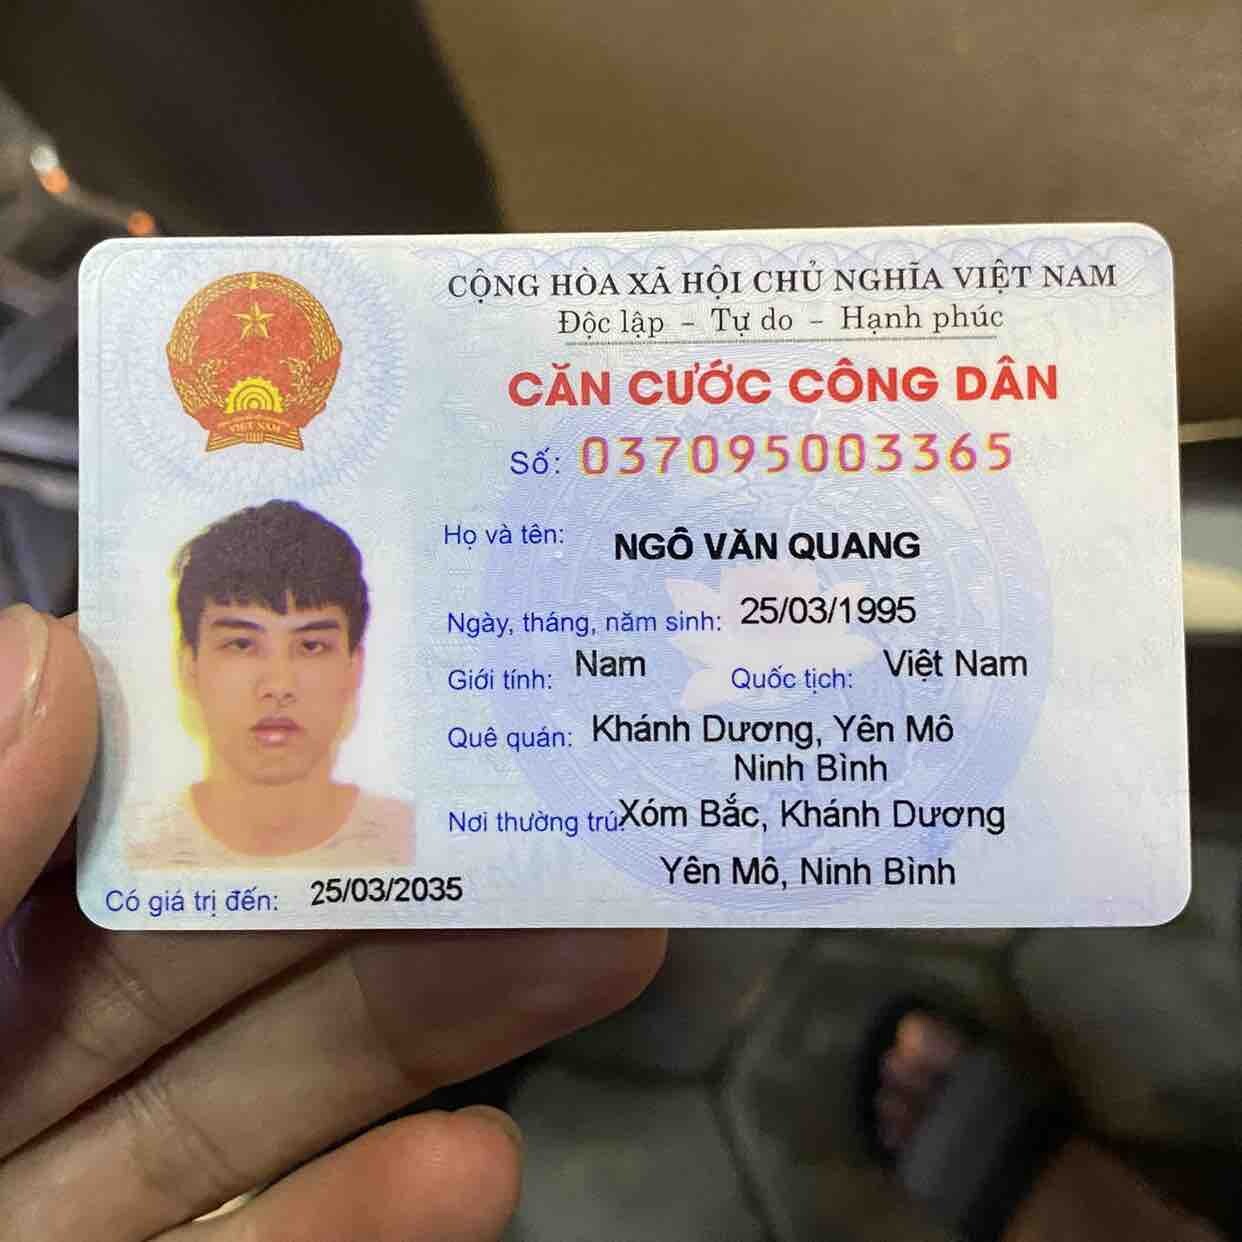 CỘNG HÒA XÃ HỘI CHỦ NGHĨA VIỆT NAM
Độc lập – Tự do – Hạnh phúc
CĂN CƯỚC CÔNG DÂN
Số: 037095003365
Họ và tên: NGÔ VĂN QUANG
Ngày, tháng, năm sinh: 25/03/1995
Giới tính: Nam Quốc tịch: Việt Nam
Quê quán: Khánh Dương, Yên Mô
Ninh Bình
Nơi thường trú: Xóm Bắc, Khánh Dương
Yên Mô, Ninh Bình
Có giá trị đến: 25/03/2035
VIỆT NAM